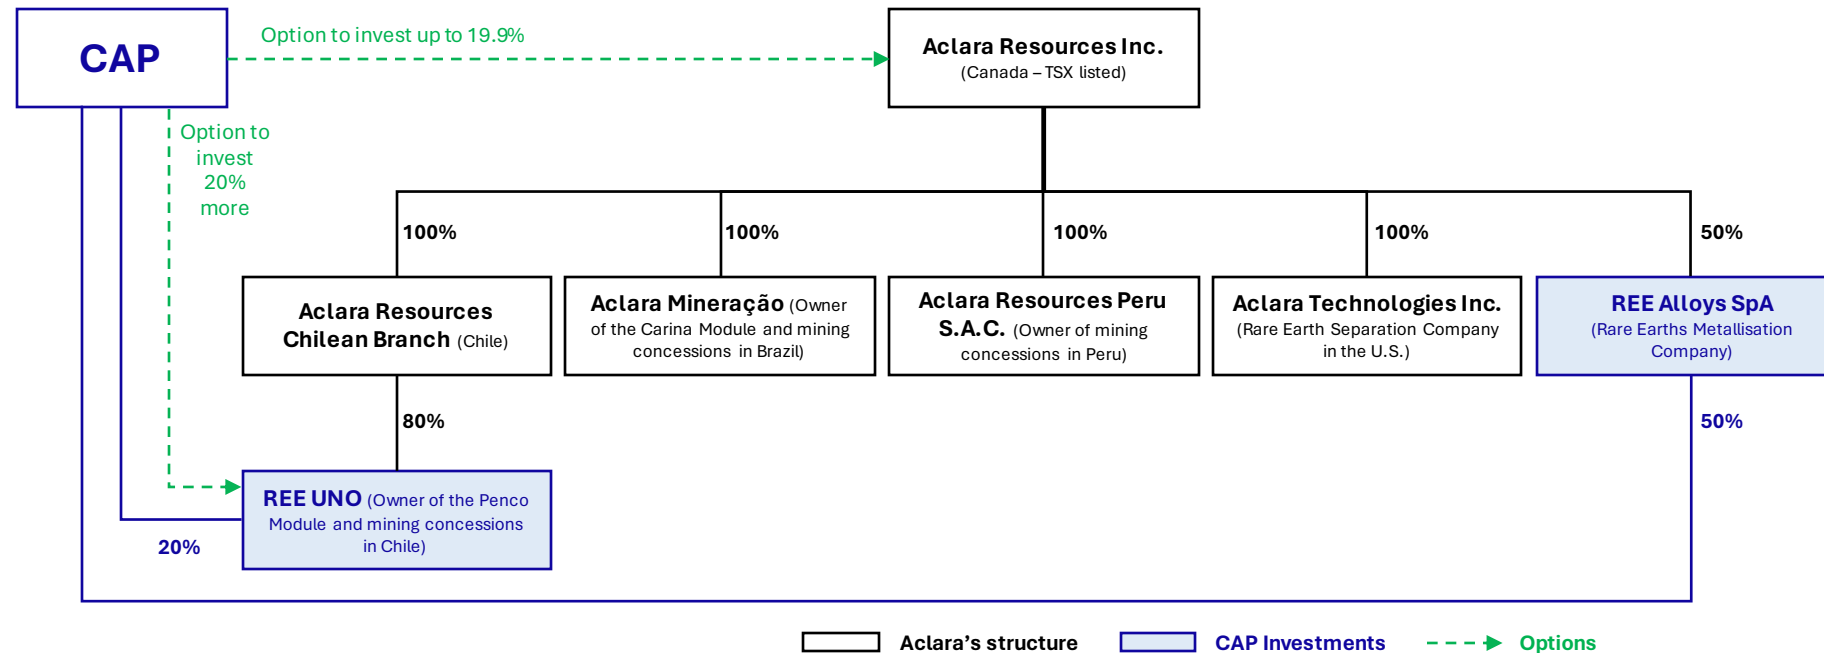 CAP
Option to invest up to 19.9%
Aclara Resources Inc.
(Canada – TSX listed)
Option to
invest
20%
more
100%
100%
100%
100%
50%
Aclara Resources
Chilean Branch (Chile)
Aclara Mineração (Owner
of the Carina Module and mining
concessions in Brazil)
Aclara Resources Peru
S.A.C. (Owner of mining
concessions in Peru)
Aclara Technologies Inc.
(Rare Earth Separation Company
in the U.S.)
REE Alloys SpA
(Rare Earths Metallisation
Company)
80%
50%
REE UNO (Owner of the Penco
Module and mining concessions
in Chile)
20%
Aclara’s structure
CAP Investments
Options